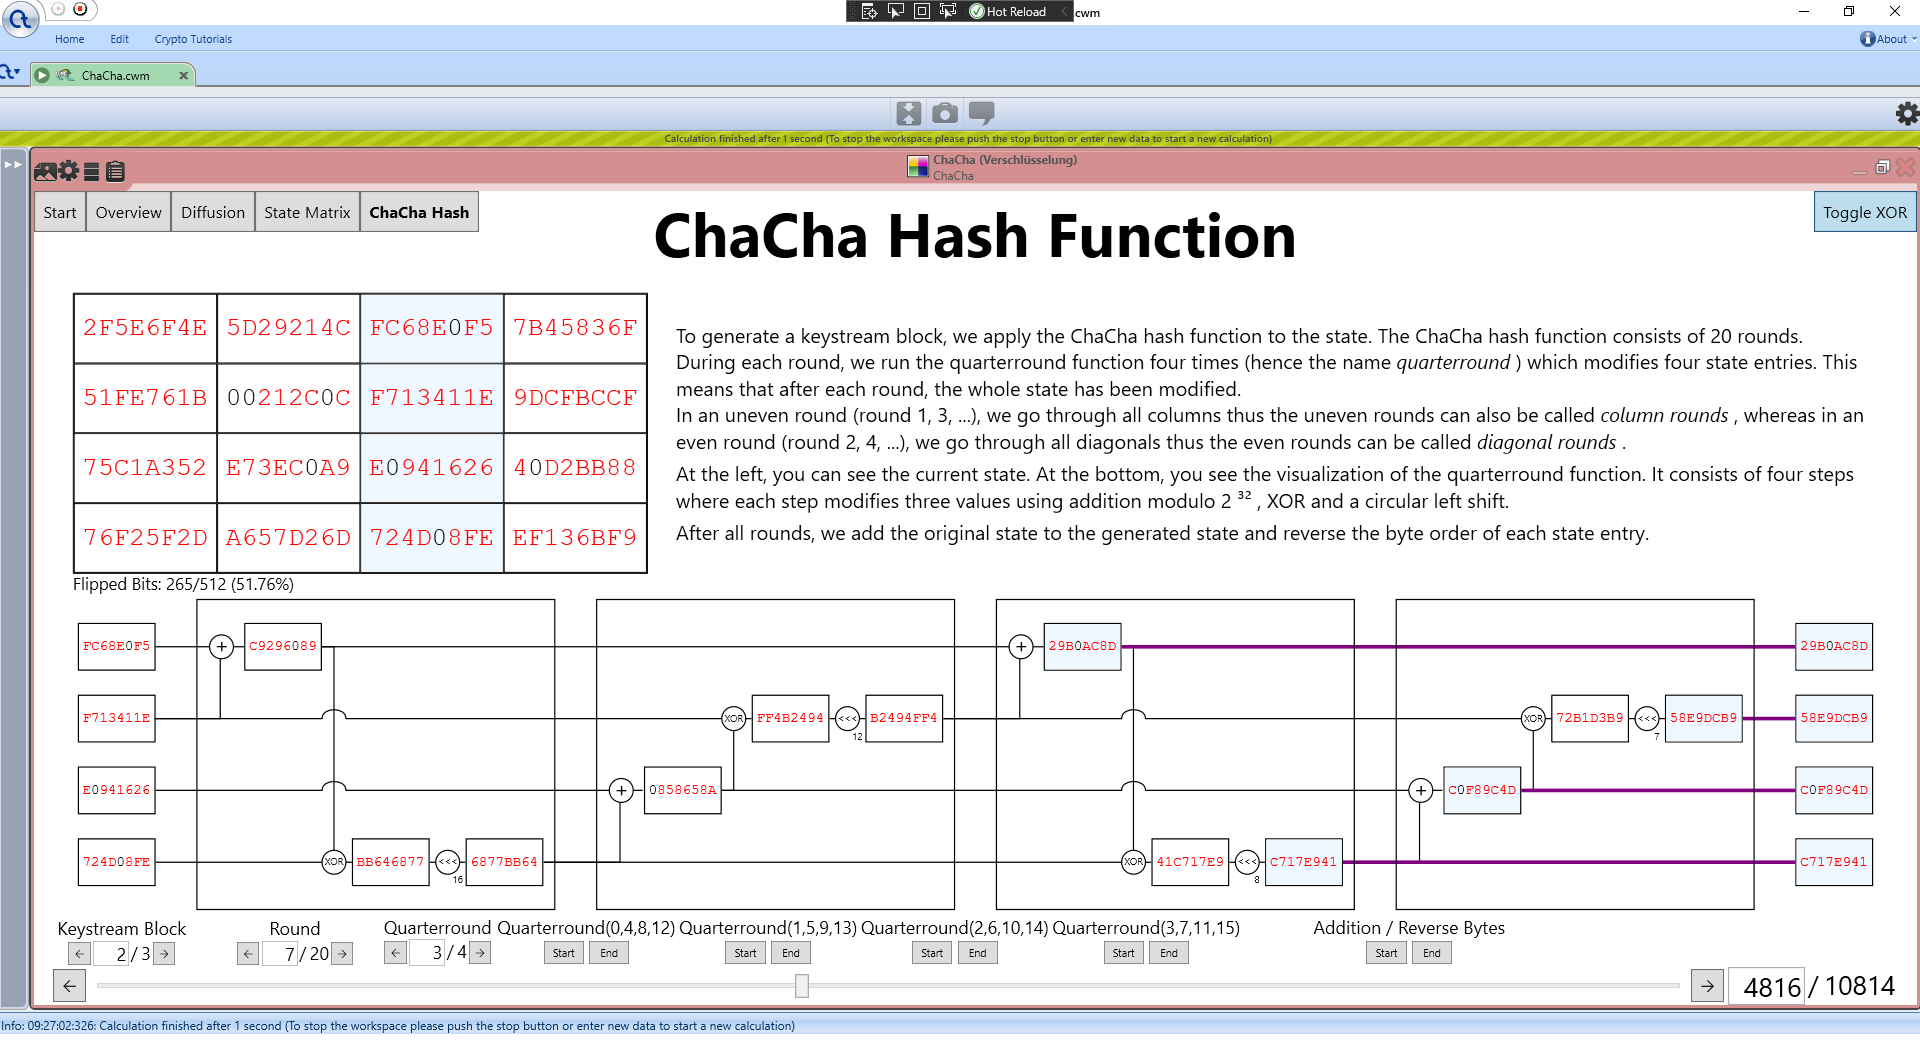 Hot Reload
cwm
Home Edit Crypto Tutorials
About
ChaCha.cwm
Calculation finished after 1 second (To stop the workspace please push the stop button or enter new data to start a new calculation)
ChaCha (Verschlüsselung)
ChaCha
Start Overview Diffusion State Matrix ChaCha Hash
Toggle XOR
ChaCha Hash Function
2F5E6F4E 5D29214C FC68E0F5 7B45836F
51FE761B 00212C0C F713411E 9DCFBCCF
75C1A352 E73EC0A9 E0941626 40D2BB88
76F25F2D A657D26D 724D08FE EF136BF9
Flipped Bits: 265/512 (51.76%)
To generate a keystream block, we apply the ChaCha hash function to the state. The ChaCha hash function consists of 20 rounds.
During each round, we run the quarterround function four times (hence the name quarterround ) which modifies four state entries. This
means that after each round, the whole state has been modified.
In an uneven round (round 1, 3, ...), we go through all columns thus the uneven rounds can also be called column rounds , whereas in an
even round (round 2, 4, ...), we go through all diagonals thus the even rounds can be called diagonal rounds .
At the left, you can see the current state. At the bottom, you see the visualization of the quarterround function. It consists of four steps
where each step modifies three values using addition modulo 2 ³² , XOR and a circular left shift.
After all rounds, we add the original state to the generated state and reverse the byte order of each state entry.
FC68E0F5 + C9296089 + 29B0AC8D 29B0AC8D
F713411E XOR FF4B2494 <<< 12 B2494FF4 XOR 72B1D3B9 <<< 7 58E9DCB9 58E9DCB9
E0941626 + 0858658A + C0F89C4D C0F89C4D
724D08FE XOR BB646877 <<< 16 6877BB64 XOR 41C717E9 <<< 8 C717E941 C717E941
Keystream Block Round Quarterround Quarterround(0,4,8,12) Quarterround(1,5,9,13) Quarterround(2,6,10,14) Quarterround(3,7,11,15) Addition / Reverse Bytes
← 2 / 3 → ← 7 / 20 → ← 3 / 4 → Start End Start End Start End Start End Start End
← → 4816 / 10814
Info: 09:27:02:326: Calculation finished after 1 second (To stop the workspace please push the stop button or enter new data to start a new calculation)